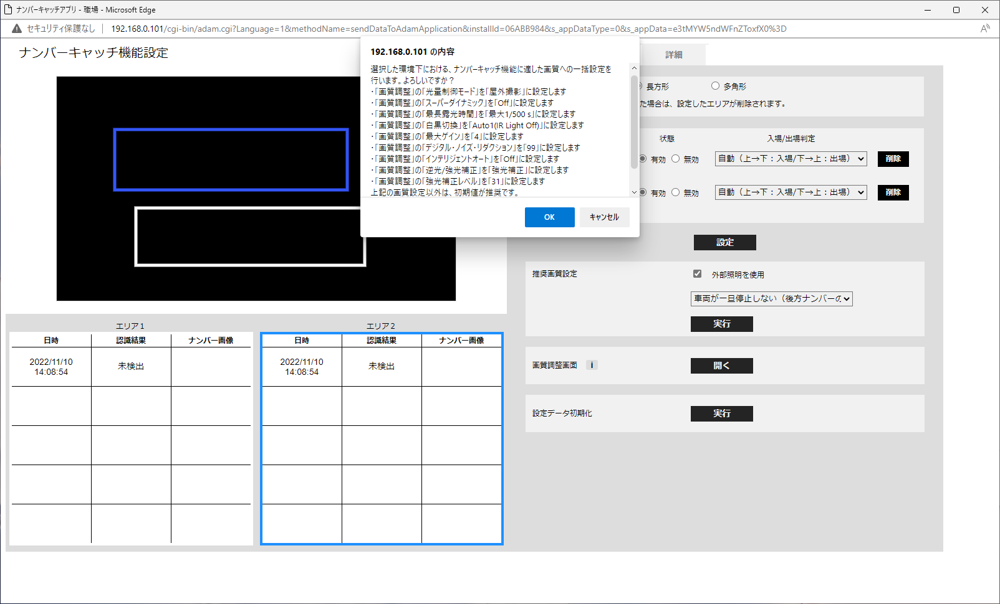 ナンバーキャッチアプリ - 職場 - Microsoft Edge
セキュリティ保護なし
192.168.0.101/cgi-bin/adam.cgi?Language=1&methodName=sendDataToAdamApplication&installId=06ABB984&s_appDataType=0&s_appData=e3tMYW5ndWFnZToxfX0%3D
ナンバーキャッチ機能設定
192.168.0.101 の内容
選択した環境下における、ナンバーキャッチ機能に適した画質への一括設定を
行います。よろしいですか？
・「画質調整」の「光量制御モード」を「屋外撮影」に設定します
・「画質調整」の「スーパーダイナミック」を「Off」に設定します
・「画質調整」の「最長露光時間」を「最大1/500 s」に設定します
・「画質調整」の「白黒切換」を「Auto1(IR Light Off)」に設定します
・「画質調整」の「最大ゲイン」を「4」に設定します
・「画質調整」の「デジタル・ノイズ・リダクション」を「99」に設定します
・「画質調整」の「インテリジェントオート」を「Off」に設定します
・「画質調整」の「逆光/強光補正」を「強光補正」に設定します
・「画質調整」の「強光補正レベル」を「31」に設定します
上記の画質設定以外は、初期値が推奨です。
OK
キャンセル
詳細
長方形
多角形
た場合は、設定したエリアが削除されます。
状態
入場/出場判定
有効
無効
自動（上→下：入場/下→上：出場）
削除
有効
無効
自動（上→下：入場/下→上：出場）
削除
設定
推奨画質設定
外部照明を使用
車両が一旦停止しない（後方ナンバーの
実行
画質調整画面
i
開く
設定データ初期化
実行
エリア1
日時
認識結果
ナンバー画像
2022/11/10
14:08:54
未検出
エリア2
日時
認識結果
ナンバー画像
2022/11/10
14:08:54
未検出